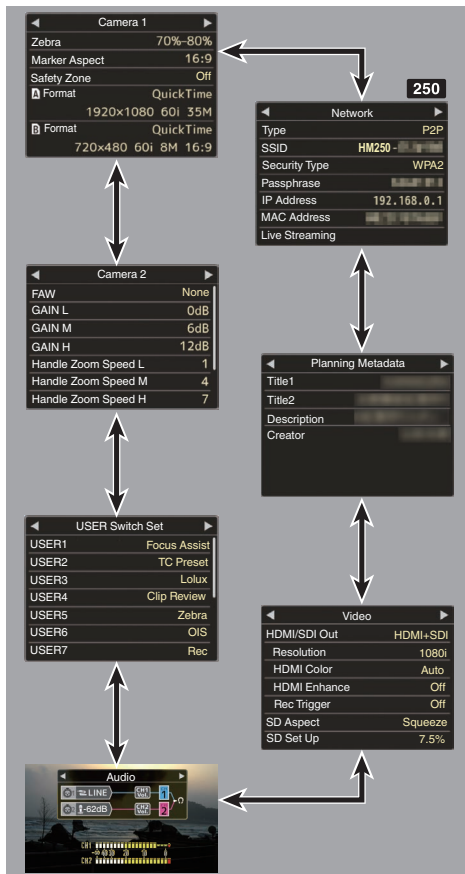 Camera 1
Zebra 70%-80%
Marker Aspect 16:9
Safety Zone Off
A Format QuickTime
1920×1080 60i 35M
B Format QuickTime
720×480 60i 8M 16:9
250
Network
Type P2P
SSID HM250-
Security Type WPA2
Passphrase
IP Address 192.168.0.1
MAC Address
Live Streaming
Camera 2
FAW None
GAIN L 0dB
GAIN M 6dB
GAIN H 12dB
Handle Zoom Speed L 1
Handle Zoom Speed M 4
Handle Zoom Speed H 7
Planning Metadata
Title1
Title2
Description
Creator
USER Switch Set
USER1 Focus Assist
USER2 TC Preset
USER3 Lolux
USER4 Clip Review
USER5 Zebra
USER6 OIS
USER7 Rec
Video
HDMI/SDI Out HDMI+SDI
Resolution 1080i
HDMI Color Auto
HDMI Enhance Off
Rec Trigger Off
SD Aspect Squeeze
SD Set Up 7.5%
Audio
LINE CH1 Vol. 1
-62dB CH2 Vol. 2
CH1
30 20 10 0
CH2